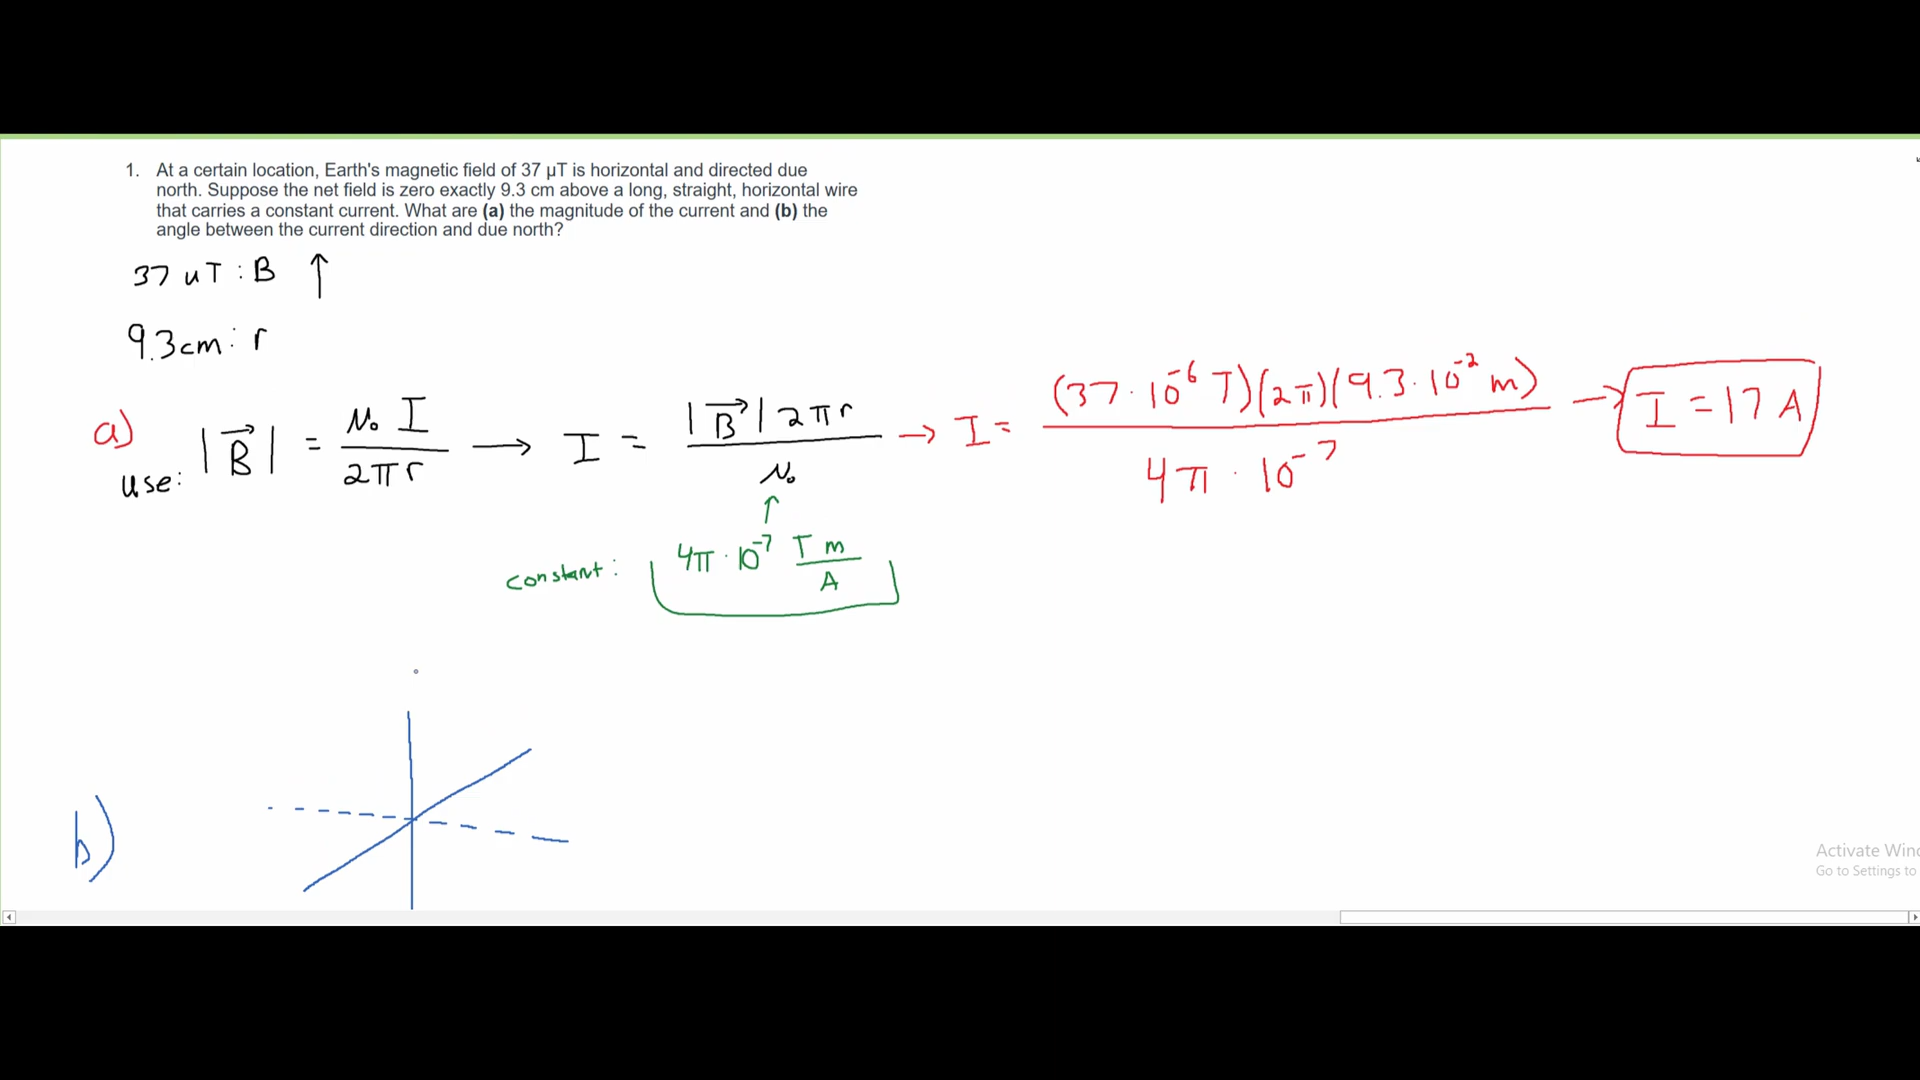 1. At a certain location, Earth's magnetic field of 37 µT is horizontal and directed due
north. Suppose the net field is zero exactly 9.3 cm above a long, straight, horizontal wire
that carries a constant current. What are (a) the magnitude of the current and (b) the
angle between the current direction and due north?
37 uT : B ↑
9.3cm : r
a)
use: |B⃗| = μ₀ I / 2πr → I = |B⃗| 2πr / μ₀ → I = (37 · 10⁻⁶ T)(2π)(9.3 · 10⁻² m) / 4π · 10⁻⁷ → I = 17 A
↑
constant: 4π · 10⁻⁷ T m / A
b)
Activate Wind
Go to Settings to